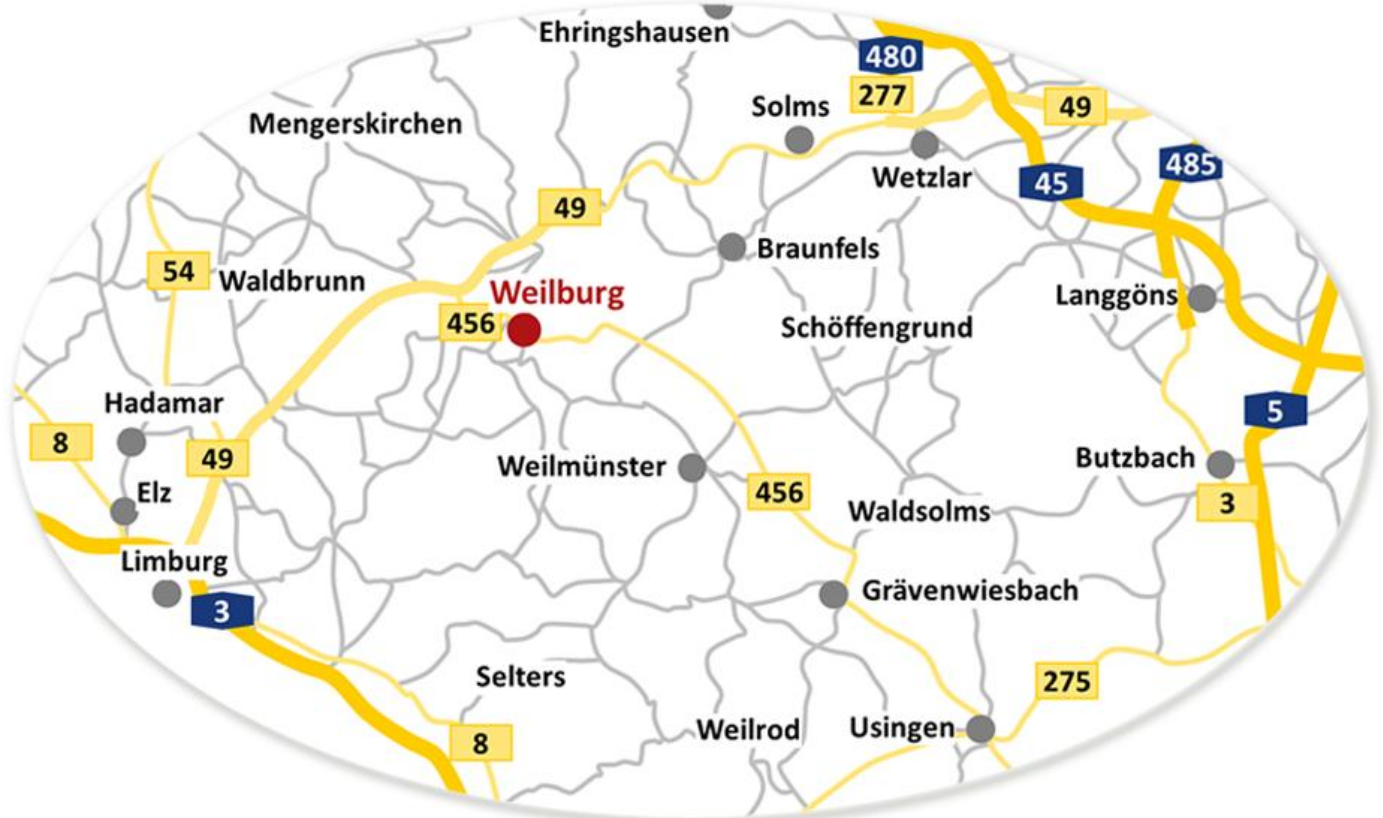 Ehringshausen
480
277
Solms
49
Mengerskirchen
Wetzlar
45
485
49
Braunfels
54
Waldbrunn
Weilburg
456
Langgöns
Schöffengrund
Hadamar
5
8
49
Weilmünster
Butzbach
456
Elz
3
Waldsolms
Limburg
Grävenwiesbach
3
Selters
275
Weilrod
Usingen
8